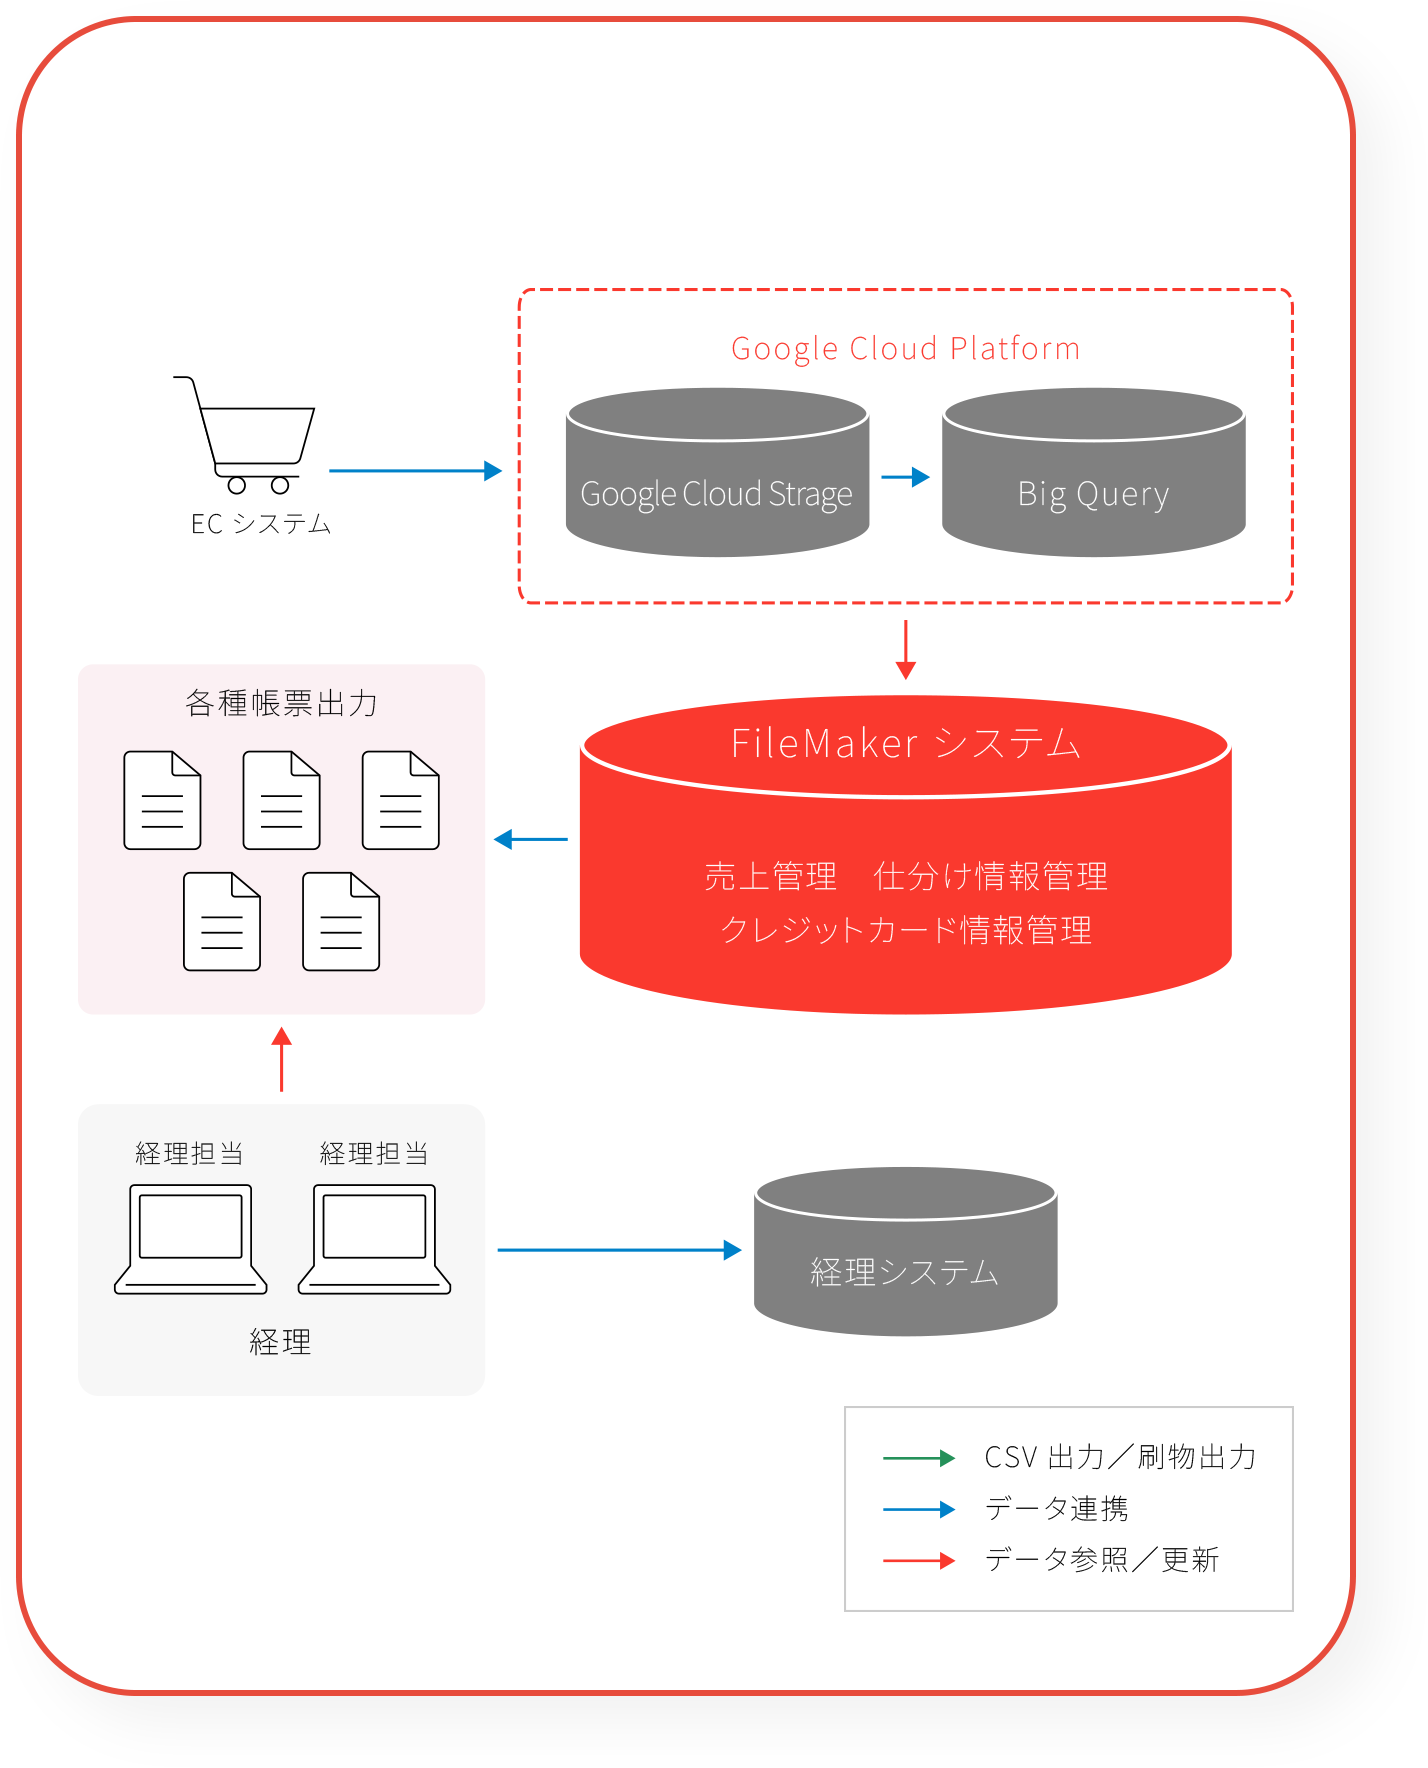 Google Cloud Platform
Google Cloud Strage
Big Query
EC システム
各種帳票出力
FileMaker システム
売上管理　仕分け情報管理
クレジットカード情報管理
経理担当
経理担当
経理
経理システム
CSV 出力／刷物出力
データ連携
データ参照／更新